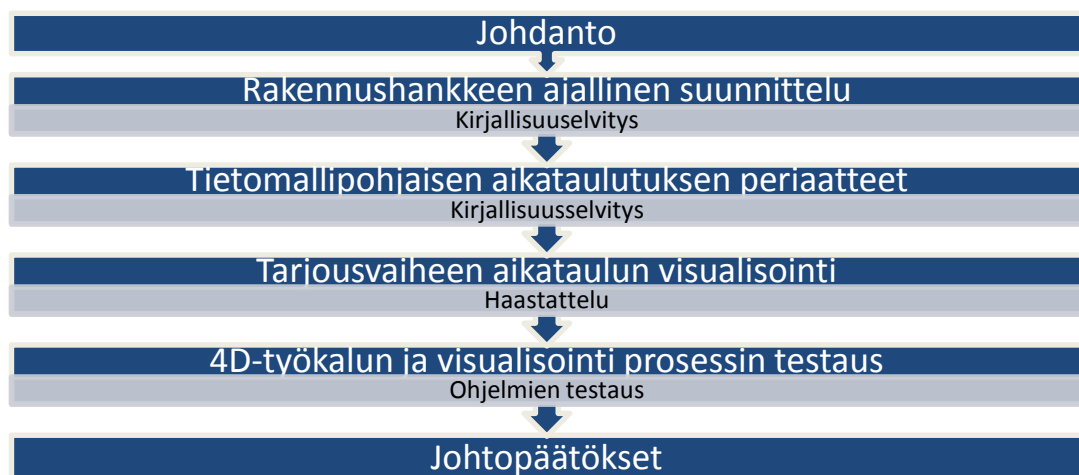 Johdanto
Rakennushankkeen ajallinen suunnittelu
Kirjallisuuselvitys
Tietomallipohjaisen aikataulutuksen periaatteet
Kirjallisuusselvitys
Tarjousvaiheen aikataulun visualisointi
Haastattelu
4D-työkalun ja visualisointi prosessin testaus
Ohjelmien testaus
Johtopäätökset